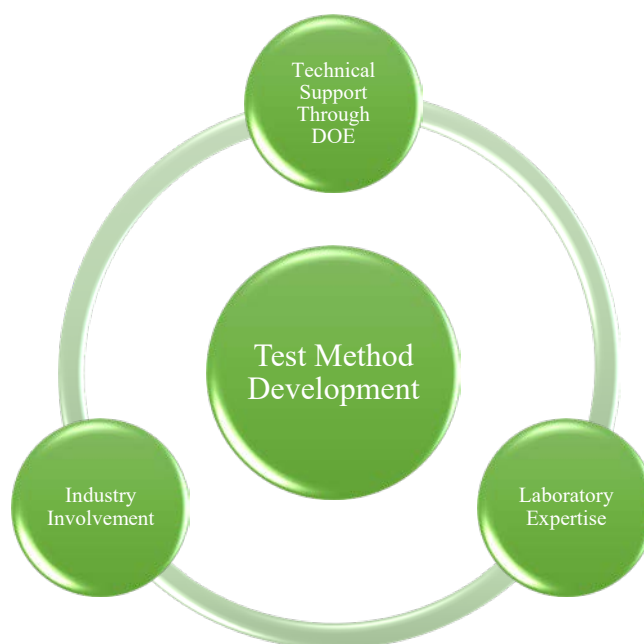 Technical
Support
Through
DOE
Test Method
Development
Industry
Involvement
Laboratory
Expertise